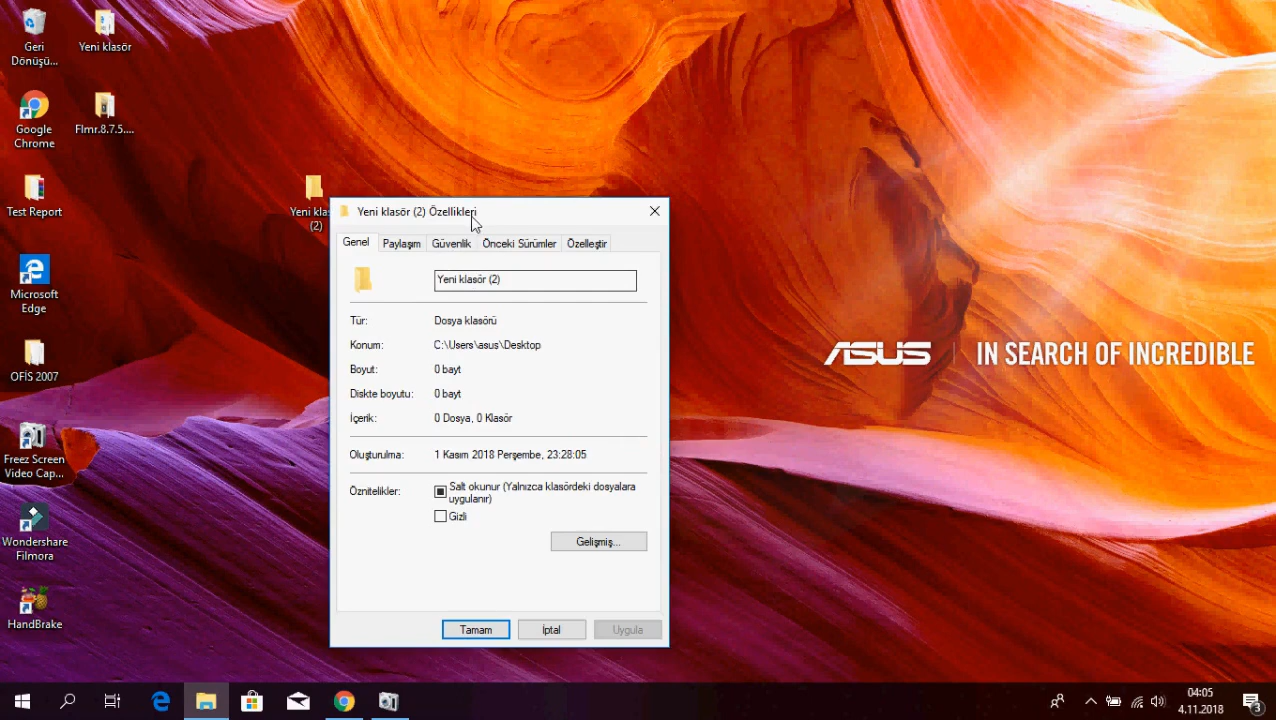 Geri
Dönüşü...
Yeni klasör
Google
Chrome
Flmr.8.7.5....
Test Report
Yeni klas
(2)
Microsoft
Edge
OFİS 2007
Freez Screen
Video Cap...
Wondershare
Filmora
HandBrake
Yeni klasör (2) Özellikleri
Genel
Paylaşım
Güvenlik
Önceki Sürümler
Özelleştir
Yeni klasör (2)
Tür:
Dosya klasörü
Konum:
C:\Users\asus\Desktop
Boyut:
0 bayt
Diskte boyutu:
0 bayt
İçerik:
0 Dosya, 0 Klasör
Oluşturulma:
1 Kasım 2018 Perşembe, 23:28:05
Öznitelikler:
Salt okunur (Yalnızca klasördeki dosyalara
uygulanır)
Gizli
Gelişmiş...
Tamam
İptal
Uygula
ASUS
IN SEARCH OF INCREDIBLE
04:05
4.11.2018
3